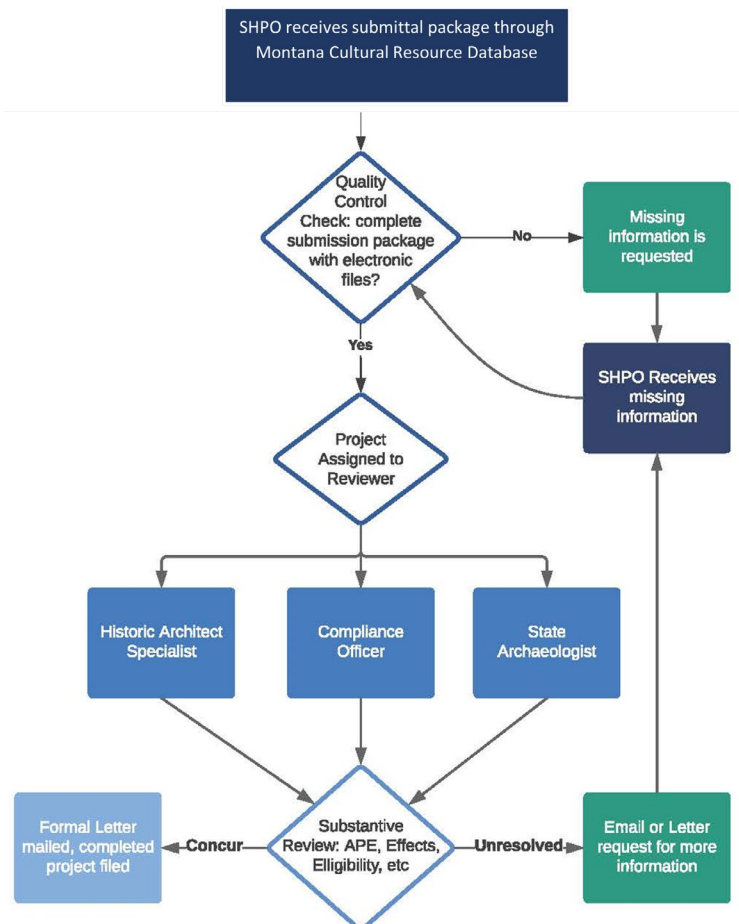 SHPO receives submittal package through
Montana Cultural Resource Database
Quality
Control
Check: complete
submission package
with electronic
files?
No
Missing
information is
requested
Yes
SHPO Receives
missing
information
Project
Assigned to
Reviewer
Historic Architect
Specialist
Compliance
Officer
State
Archaeologist
Formal Letter
mailed, completed
project filed
Concur
Substantive
Review: APE, Effects,
Elligibility, etc
Unresolved
Email or Letter
request for more
information